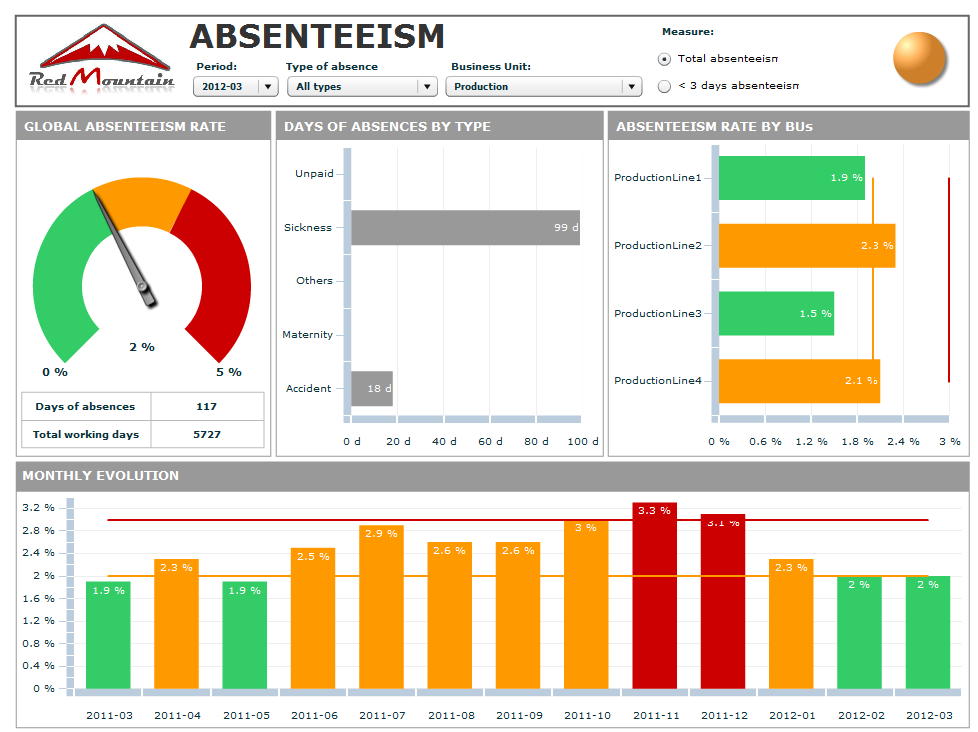 Red Mountain
ABSENTEEISM
Period:
2012-03
Type of absence
All types
Business Unit:
Production
Measure:
Total absenteeism
< 3 days absenteeism
GLOBAL ABSENTEEISM RATE
2 %
0 %
5 %
Days of absences 117
Total working days 5727
DAYS OF ABSENCES BY TYPE
Unpaid
Sickness 99 d
Others
Maternity
Accident 18 d
0 d 20 d 40 d 60 d 80 d 100 d
ABSENTEEISM RATE BY BUs
ProductionLine1 1.9 %
ProductionLine2 2.3 %
ProductionLine3 1.5 %
ProductionLine4 2.1 %
0 % 0.6 % 1.2 % 1.8 % 2.4 % 3 %
MONTHLY EVOLUTION
3.2 %
2.8 %
2.4 %
2 %
1.6 %
1.2 %
0.8 %
0.4 %
0 %
1.9 % 2.3 % 1.9 % 2.5 % 2.9 % 2.6 % 2.6 % 3 % 3.3 % 3.1 % 2.3 % 2 % 2 %
2011-03 2011-04 2011-05 2011-06 2011-07 2011-08 2011-09 2011-10 2011-11 2011-12 2012-01 2012-02 2012-03